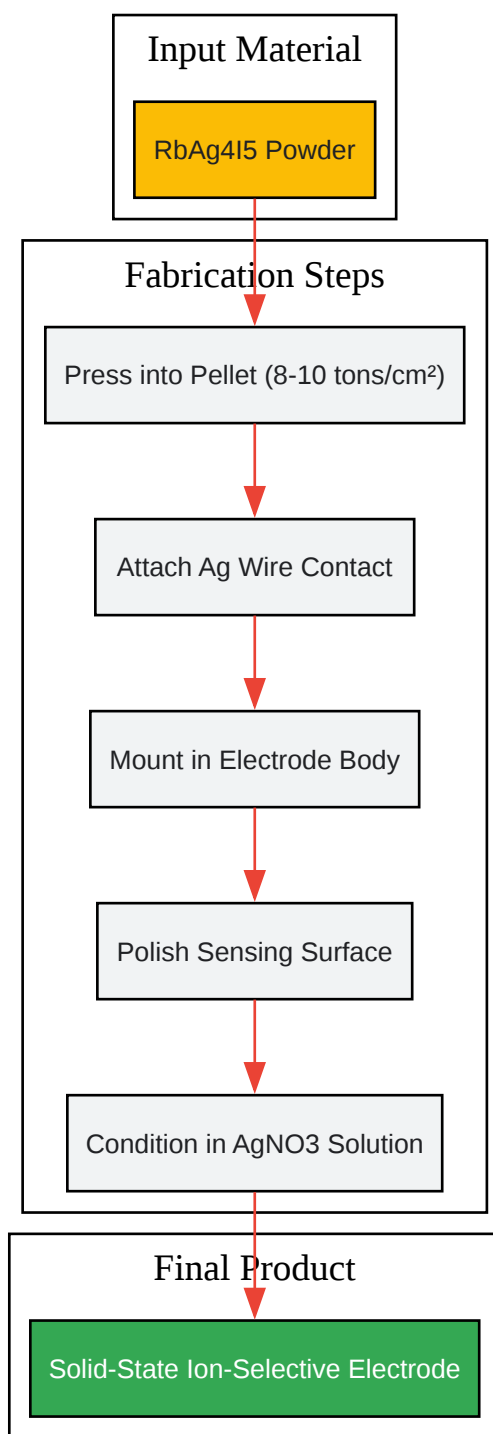 Input Material
RbAg4I5 Powder
Fabrication Steps
Press into Pellet (8-10 tons/cm²)
Attach Ag Wire Contact
Mount in Electrode Body
Polish Sensing Surface
Condition in AgNO3 Solution
Final Product
Solid-State Ion-Selective Electrode